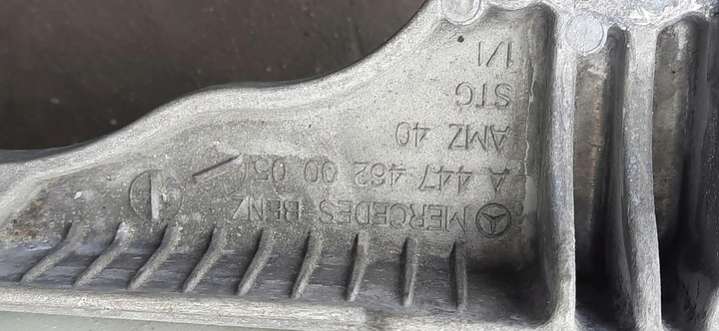 MERCEDES-BENZ
A 447 462 00 05
AMZ 40
STG
1/1